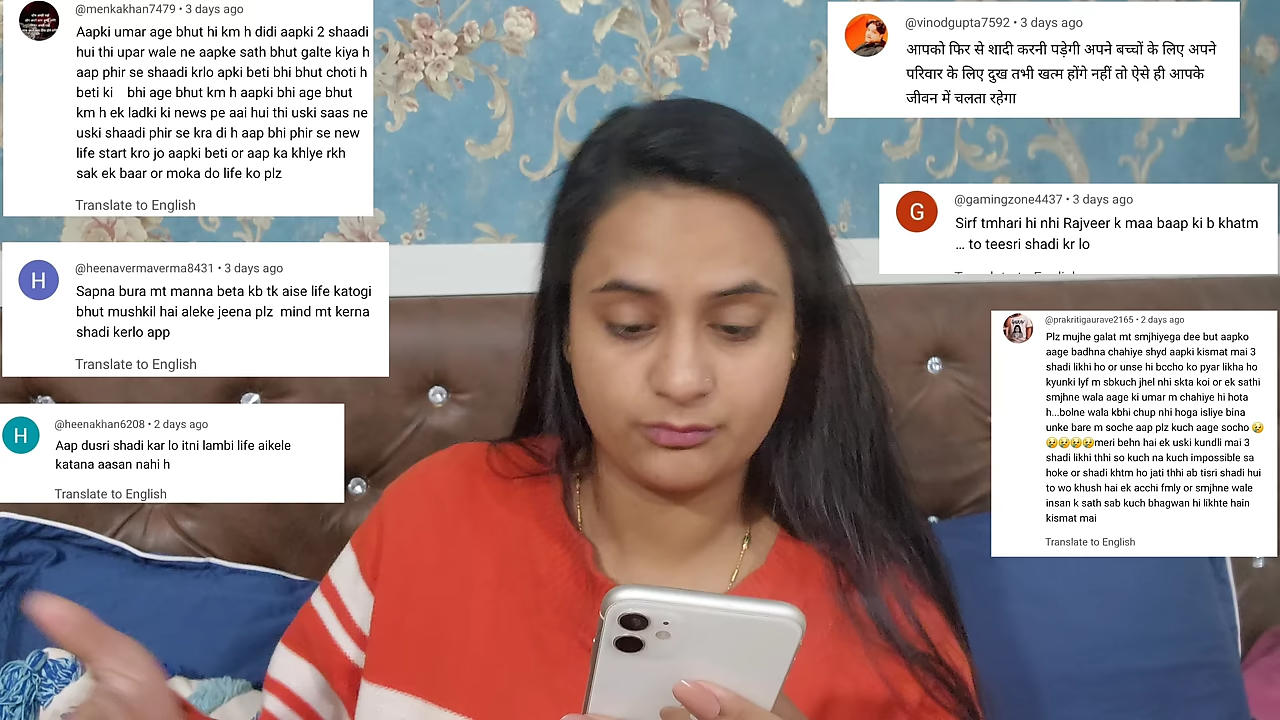 @menkakhan7479 • 3 days ago
Aapki umar age bhut hi km h didi aapki 2 shaadi
hui thi upar wala ne aapke sath bhut galte kiya h
aap phir se shaadi krlo apki beti bhi bhut choti h
beti ki bhi age bhut km h aapki bhi age bhut
km h ek ladki ki news pe aai hui thi uski saas ne
uski shaadi phir se kra di h aap bhi phir se new
life start kro jo aapki beti or aap ka khlye rkh
sak ek baar or moka do life ko plz
Translate to English
H
@heenavermaverma8431 • 3 days ago
Sapna bura mt manna beta kb tk aise life katogi
bhut mushkil hai aleke jeena plz mind mt kerna
shadi kerlo app
Translate to English
H
@heenakhan6208 • 2 days ago
Aap dusri shadi kar lo itni lambi life aikele
katana aasan nahi h
Translate to English
@vinodgupta7592 • 3 days ago
आपको फिर से शादी करनी पड़ेगी अपने बच्चों के लिए अपने
परिवार के लिए दुख तभी खत्म होंगे नहीं तो ऐसे ही आपके
जीवन में चलता रहेगा
G
@gamingzone4437 • 3 days ago
Sirf tmhari hi nhi Rajveer k maa baap ki b khatm
... to teesri shadi kr lo
@prakritigaurave2165 • 2 days ago
Plz mujhe galat mt smjhiyega dee but aapko
aage badhna chahiye shyd aapki kismat mai 3
shadi likhi ho or unse hi bccho ko pyar likha ho
kyunki lyf m sbkuch jhel nhi skta koi or ek sathi
smjhne wala aage ki umar m chahiye hi hota
h...bolne wala kbhi chup nhi hoga isliye bina
unke bare m soche aap plz kuch aage socho 😥
😥😥😥😥meri behn hai ek uski kundli mai 3
shadi likhi thhi so kuch na kuch impossible sa
hoke or shadi khtm ho jati thhi ab tisri shadi hui
to wo khush hai ek acchi fmly or smjhne wale
insan k sath sab kuch bhagwan hi likhte hain
kismat mai
Translate to English